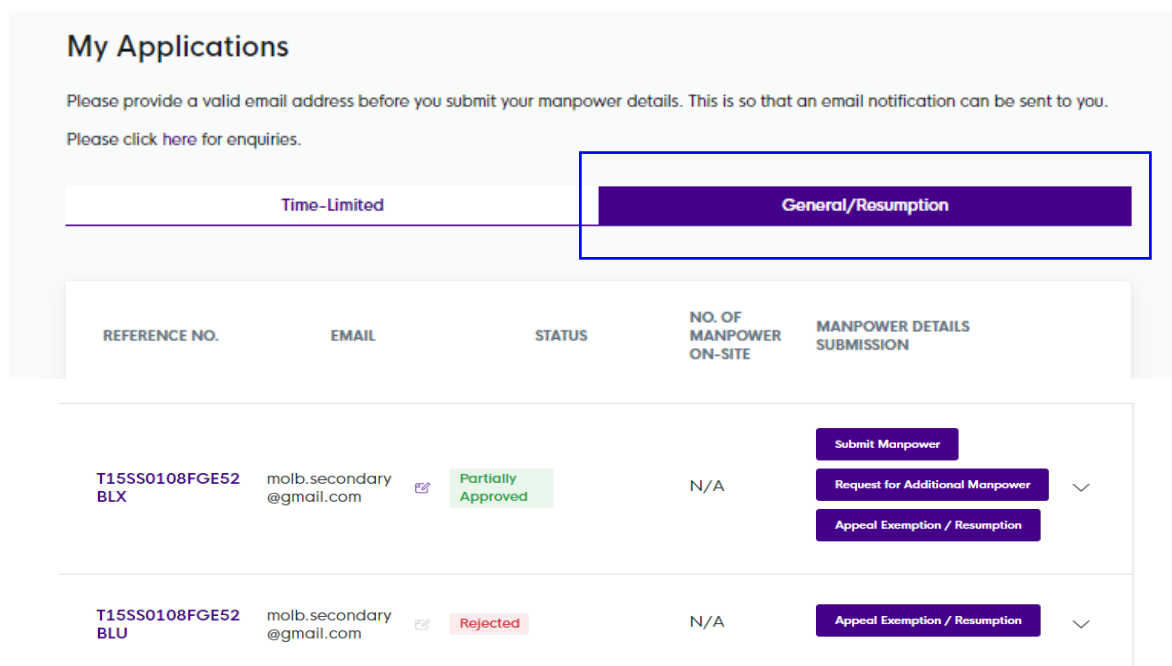 My Applications
Please provide a valid email address before you submit your manpower details. This is so that an email notification can be sent to you.
Please click here for enquiries.
Time-Limited
General/Resumption
REFERENCE NO.
EMAIL
STATUS
NO. OF
MANPOWER
ON-SITE
MANPOWER DETAILS
SUBMISSION
T15SS0108FGE52
BLX
molb.secondary
@gmail.com
Partially
Approved
N/A
Submit Manpower
Request for Additional Manpower
Appeal Exemption / Resumption
T15SS0108FGE52
BLU
molb.secondary
@gmail.com
Rejected
N/A
Appeal Exemption / Resumption